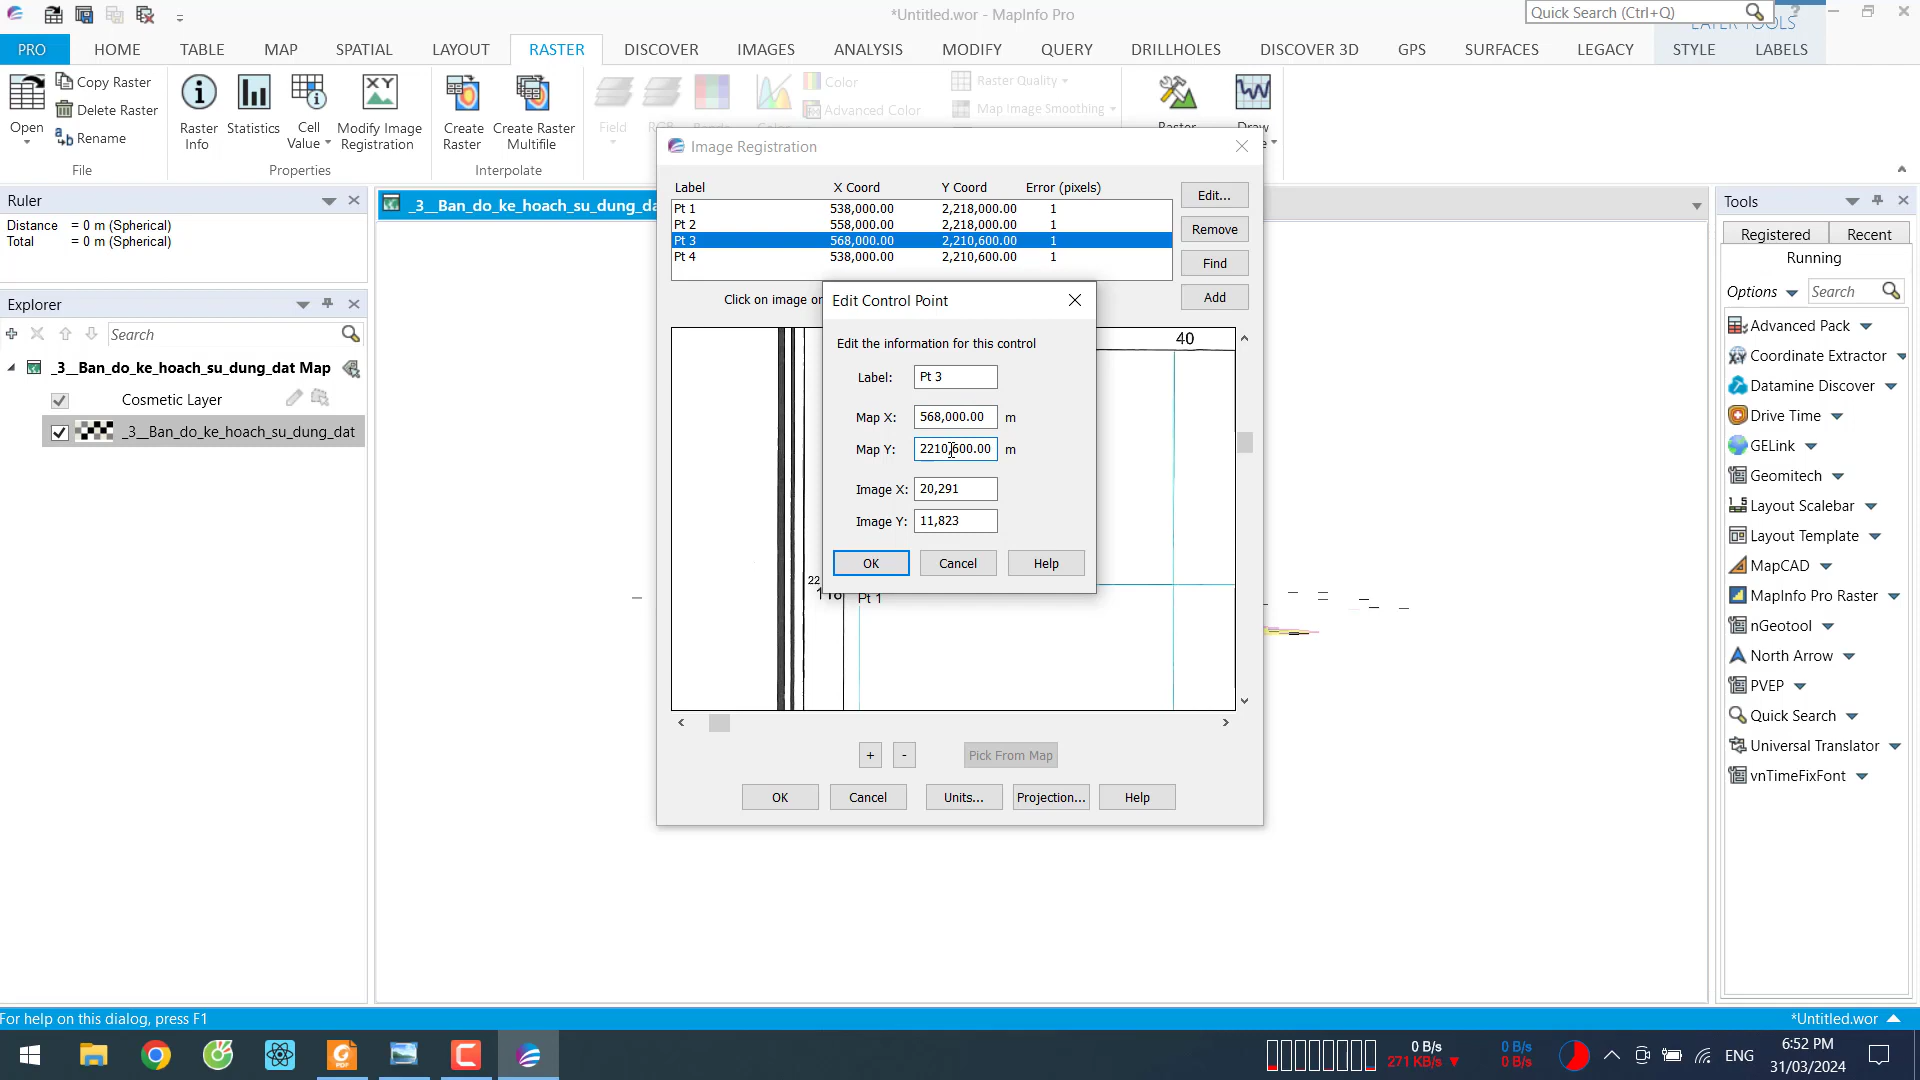 *Untitled.wor - MapInfo Pro
Quick Search (Ctrl+Q)
PRO HOME TABLE MAP SPATIAL LAYOUT RASTER DISCOVER IMAGES ANALYSIS MODIFY QUERY DRILLHOLES DISCOVER 3D GPS SURFACES LEGACY STYLE LABELS
Open
Copy Raster
Delete Raster
Rename
File
Raster Info
Statistics
Cell Value
Modify Image Registration
Properties
Create Raster
Create Raster Multifile
Interpolate
Field
Color
Advanced Color
Raster Quality
Map Image Smoothing
Ruler
Distance = 0 m (Spherical)
Total = 0 m (Spherical)
Explorer
Search
_3__Ban_do_ke_hoach_su_dung_dat Map
Cosmetic Layer
_3__Ban_do_ke_hoach_su_dung_dat
_3__Ban_do_ke_hoach_su_dung_da
Image Registration
Label X Coord Y Coord Error (pixels)
Pt 1 538,000.00 2,218,000.00 1
Pt 2 558,000.00 2,218,000.00 1
Pt 3 568,000.00 2,210,600.00 1
Pt 4 538,000.00 2,210,600.00 1
Edit...
Remove
Find
Add
Click on image or
Edit Control Point
Edit the information for this control
Label: Pt 3
Map X: 568,000.00 m
Map Y: 2210,600.00 m
Image X: 20,291
Image Y: 11,823
OK Cancel Help
40
22
Pt 1
+ - Pick From Map
OK Cancel Units... Projection... Help
Tools
Registered Recent
Running
Options Search
Advanced Pack
Coordinate Extractor
Datamine Discover
Drive Time
GELink
Geomitech
Layout Scalebar
Layout Template
MapCAD
MapInfo Pro Raster
nGeotool
North Arrow
PVEP
Quick Search
Universal Translator
vnTimeFixFont
For help on this dialog, press F1
*Untitled.wor
0 B/s
271 KB/s
0 B/s
0 B/s
ENG
6:52 PM
31/03/2024